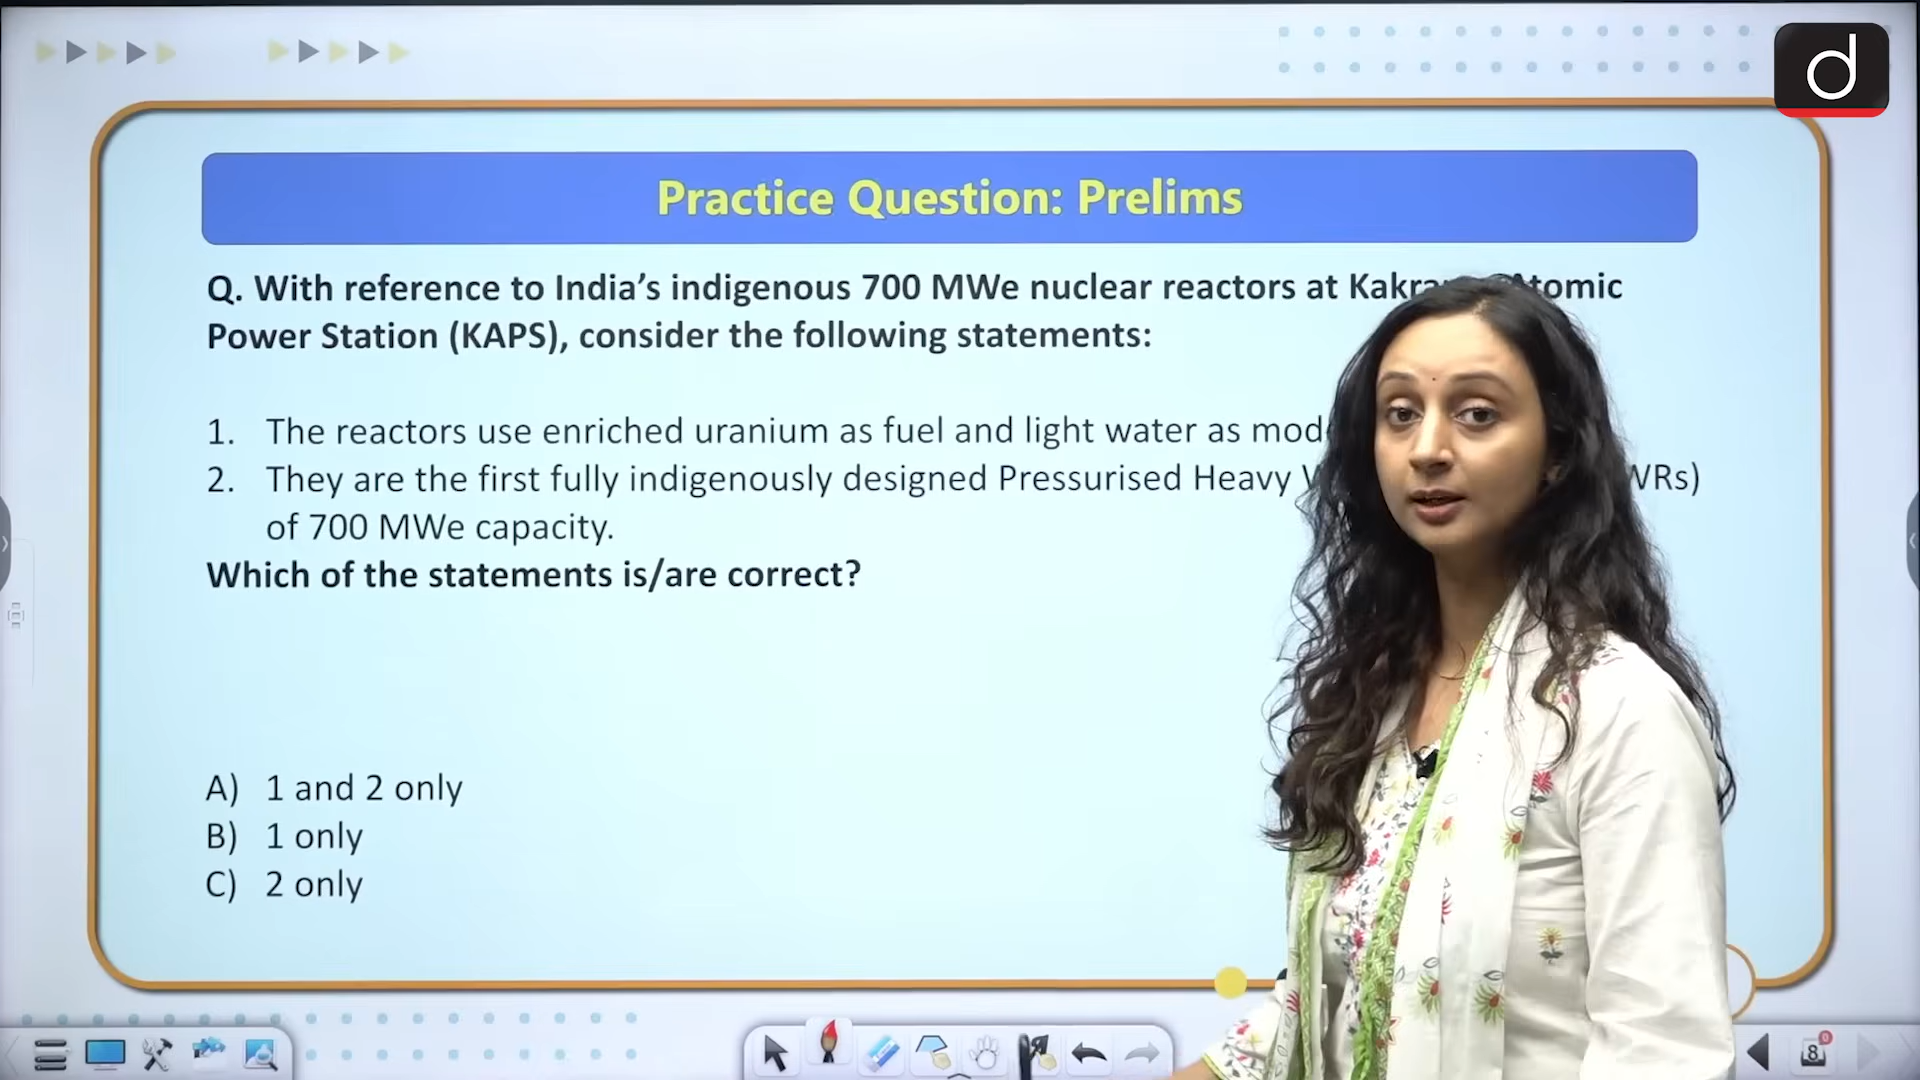 d
Practice Question: Prelims
Q. With reference to India’s indigenous 700 MWe nuclear reactors at Atomic
Power Station (KAPS), consider the following statements:
1. The reactors use enriched uranium as fuel and light water as
2. They are the first fully indigenously designed Pressurised Heavy
of 700 MWe capacity.
Which of the statements is/are correct?
A) 1 and 2 only
B) 1 only
C) 2 only
8
0